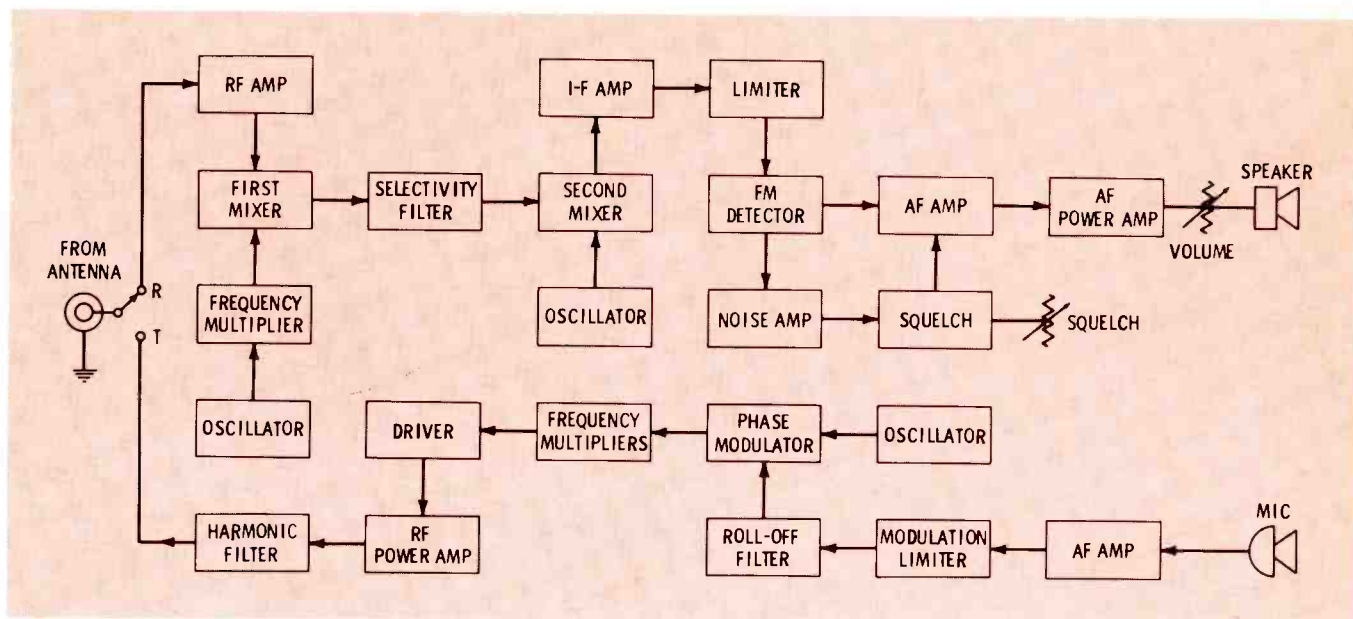 RF AMP
I-F AMP
LIMITER
FIRST
MIXER
SELECTIVITY
FILTER
SECOND
MIXER
FM
DETECTOR
AF AMP
AF
POWER AMP
SPEAKER
VOLUME
FROM
ANTENNA
R
T
FREQUENCY
MULTIPLIER
OSCILLATOR
NOISE AMP
SQUELCH
SQUELCH
OSCILLATOR
DRIVER
FREQUENCY
MULTIPLIERS
PHASE
MODULATOR
OSCILLATOR
HARMONIC
FILTER
RF
POWER AMP
ROLL-OFF
FILTER
MODULATION
LIMITER
AF AMP
MIC